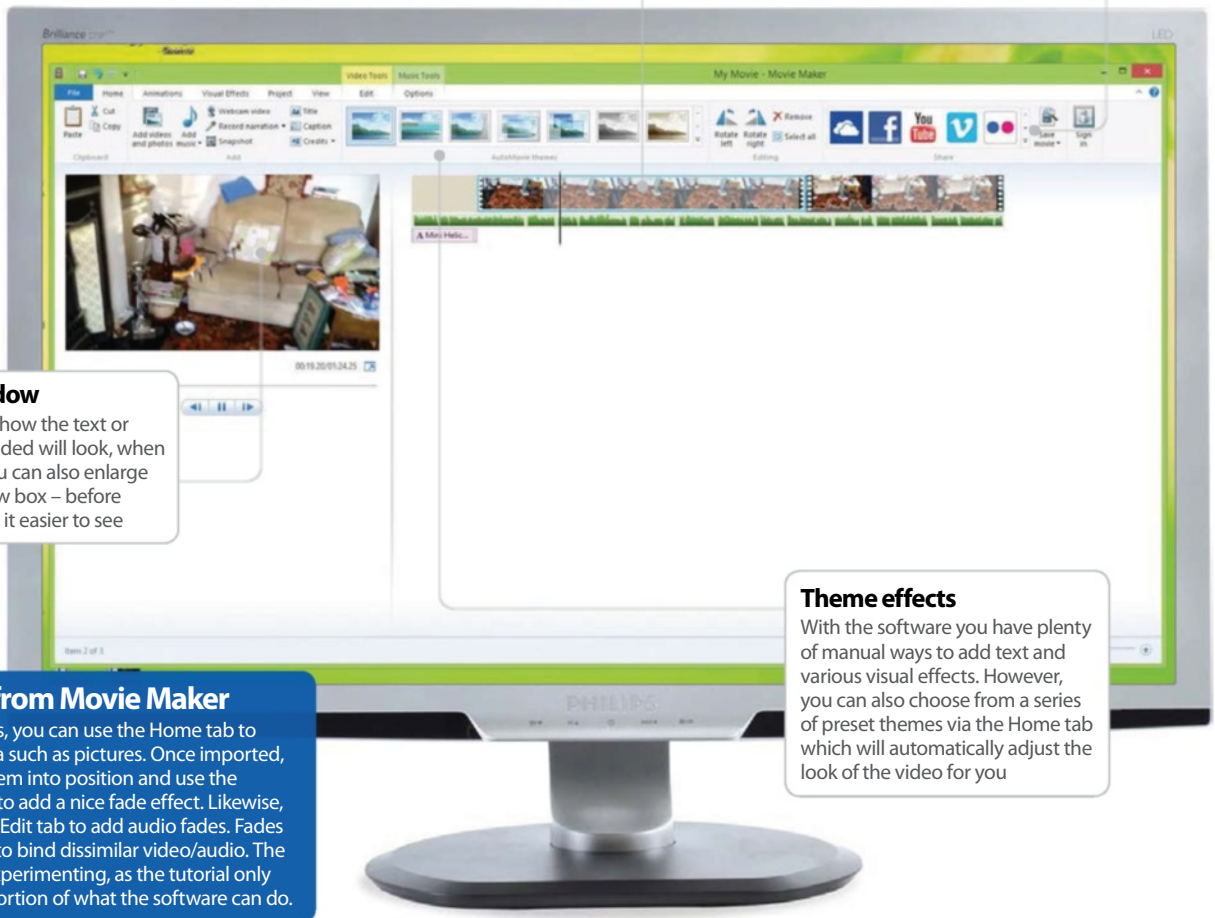 Brilliance
LED
Video Tools Music Tools
My Movie - Movie Maker
File Home Animations Visual Effects Project View Edit Options
Paste
Cut
Copy
Clipboard
Add videos and photos
Add music
Webcam video
Record narration
Snapshot
Title
Caption
Credits
Add
AutoMovie themes
Rotate left
Rotate right
Remove
Select all
Editing
f
You
Tube
V
Share
Save movie
Sign in
A Mini Helic...
00:19.20/01:24.25
dow
how the text or
ded will look, when
u can also enlarge
w box – before
it easier to see
Theme effects
With the software you have plenty
of manual ways to add text and
various visual effects. However,
you can also choose from a series
of preset themes via the Home tab
which will automatically adjust the
look of the video for you
Item 2 of 3
PHILIPS
from Movie Maker
s, you can use the Home tab to
a such as pictures. Once imported,
em into position and use the
to add a nice fade effect. Likewise,
Edit tab to add audio fades. Fades
to bind dissimilar video/audio. The
xperimenting, as the tutorial only
ortion of what the software can do.